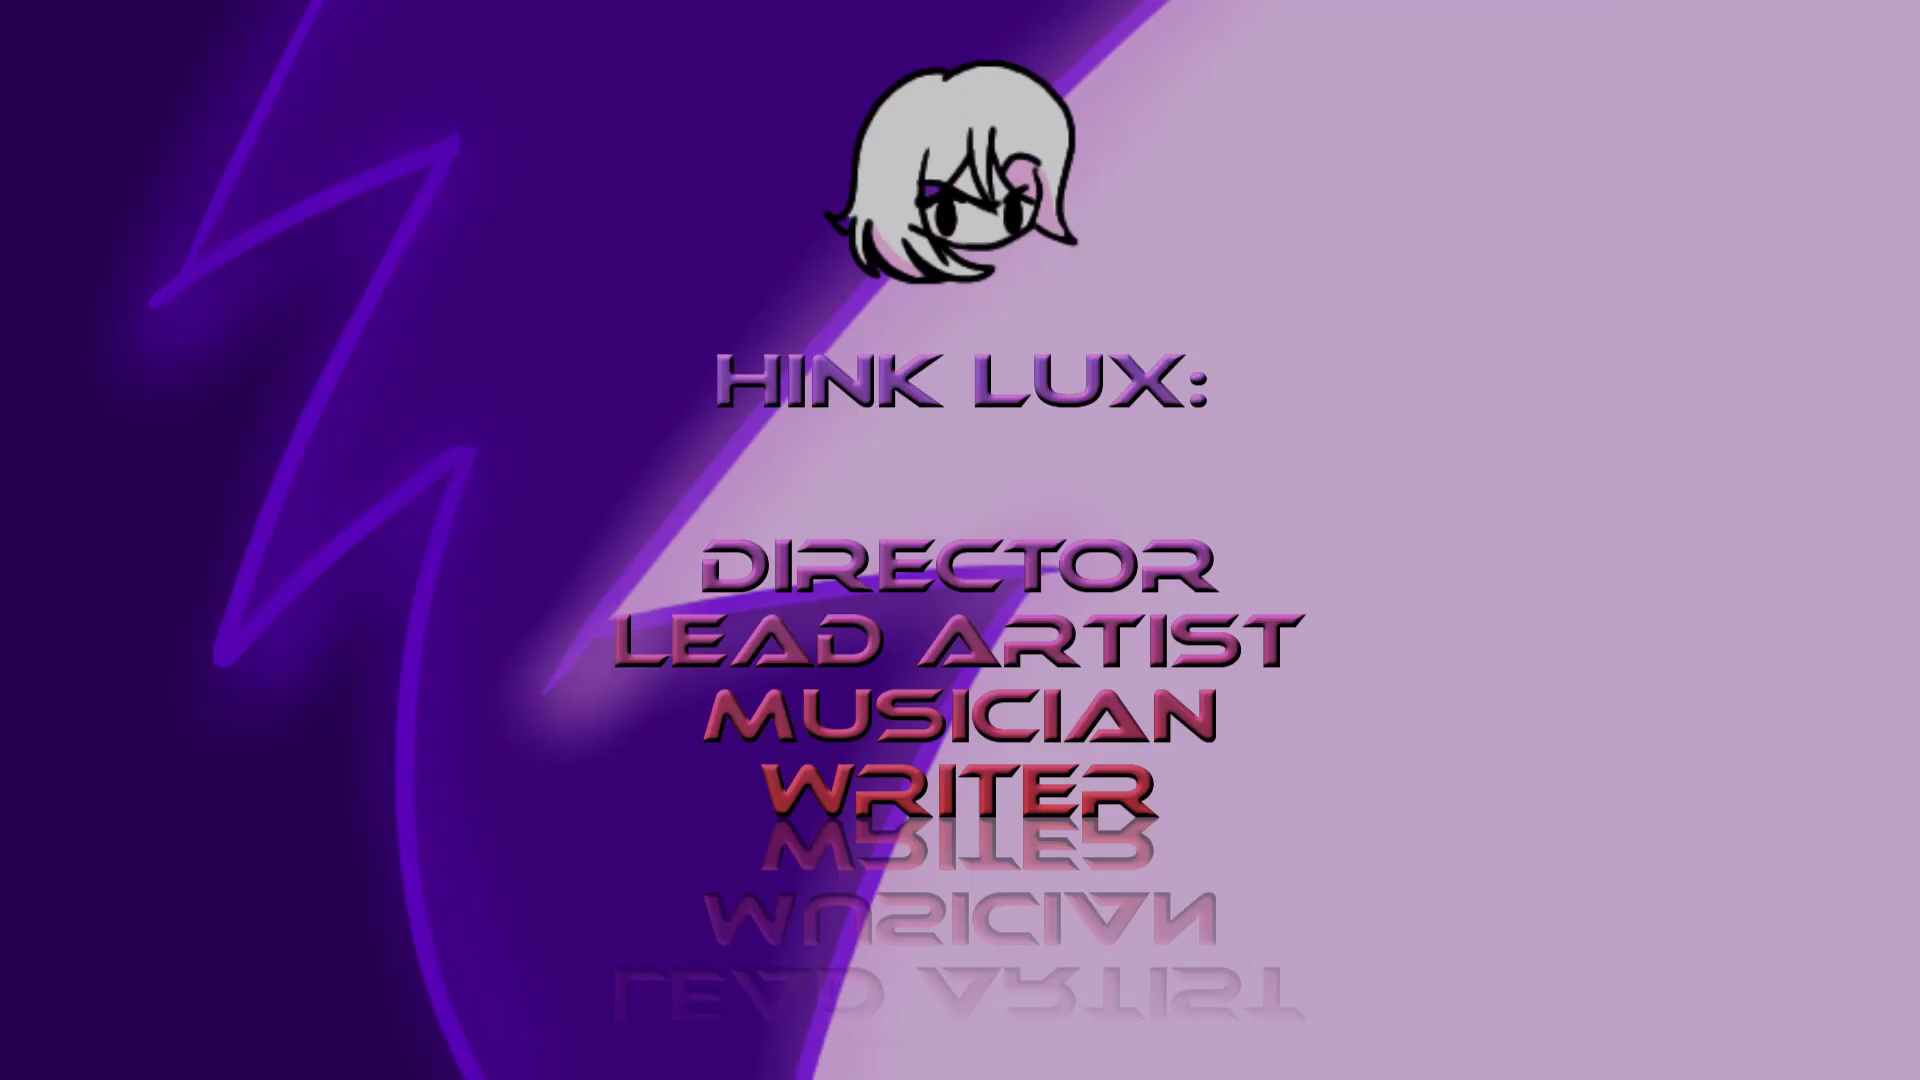 HINK LUX:
DIRECTOR
LEAD ARTIST
MUSICIAN
WRITER